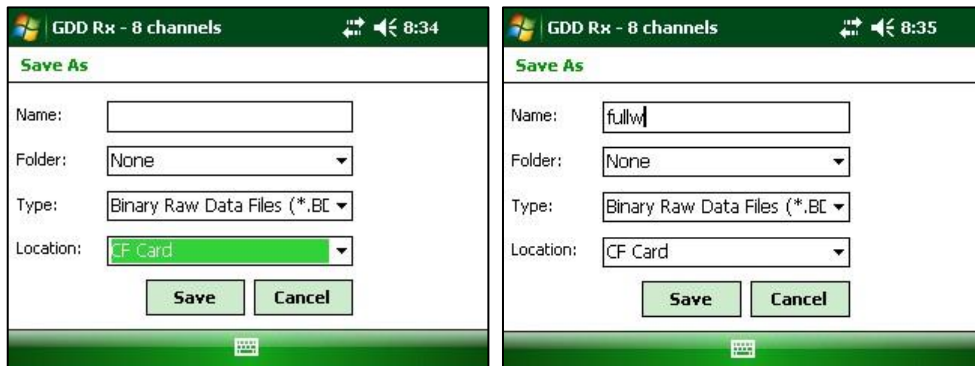 GDD Rx - 8 channels 8:34
Save As
Name:
Folder: None
Type: Binary Raw Data Files (*.BD
Location: CF Card
Save Cancel
GDD Rx - 8 channels 8:35
Save As
Name: fullw
Folder: None
Type: Binary Raw Data Files (*.BD
Location: CF Card
Save Cancel